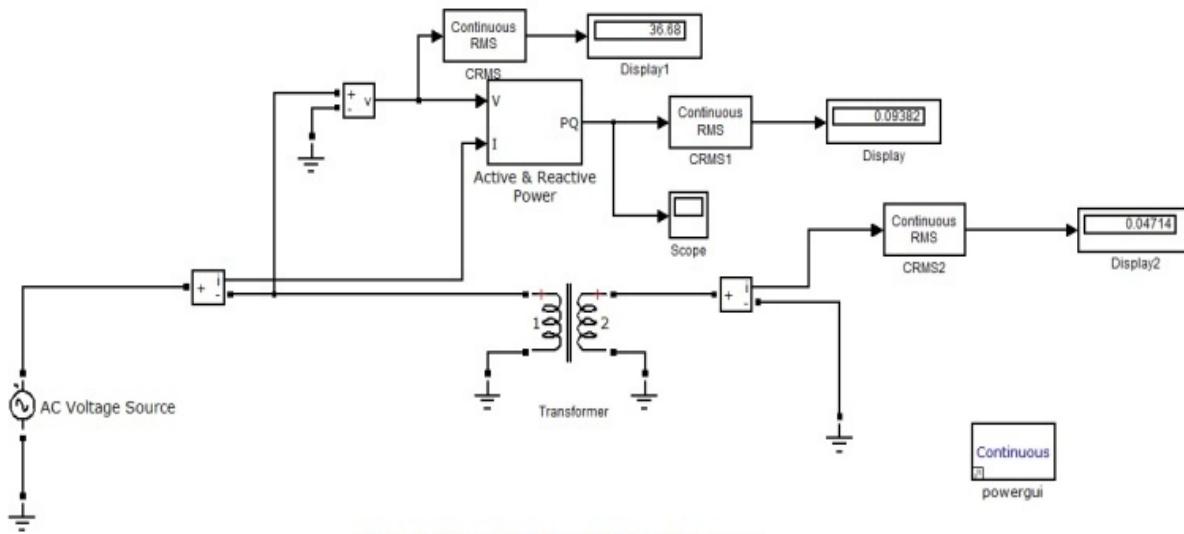 Continuous
RMS
CRMS
36.68
Display1
+
-
v
V
I
PQ
Active & Reactive
Power
Continuous
RMS
CRMS1
0.09382
Display
Scope
Continuous
RMS
CRMS2
0.04714
Display2
+
i
-
+
1
2
+
+
i
-
Transformer
AC Voltage Source
Continuous
powergui